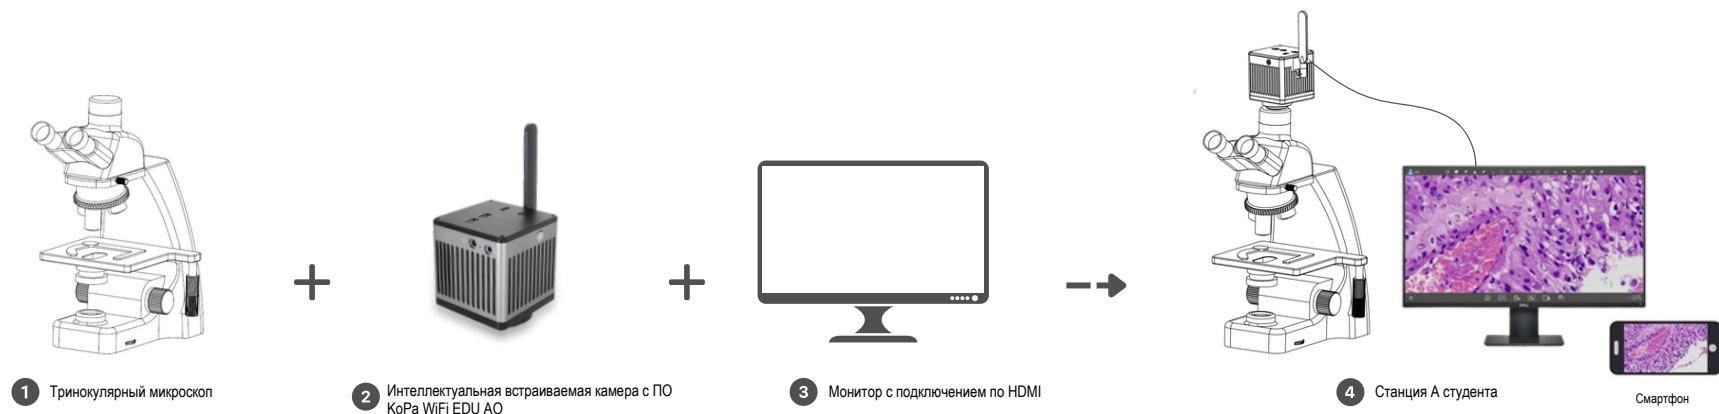 1 Тринокулярный микроскоп
2 Интеллектуальная встраиваемая камера с ПО
KoPa WiFi EDU AO
3 Монитор с подключением по HDMI
4 Станция А студента
Смартфон